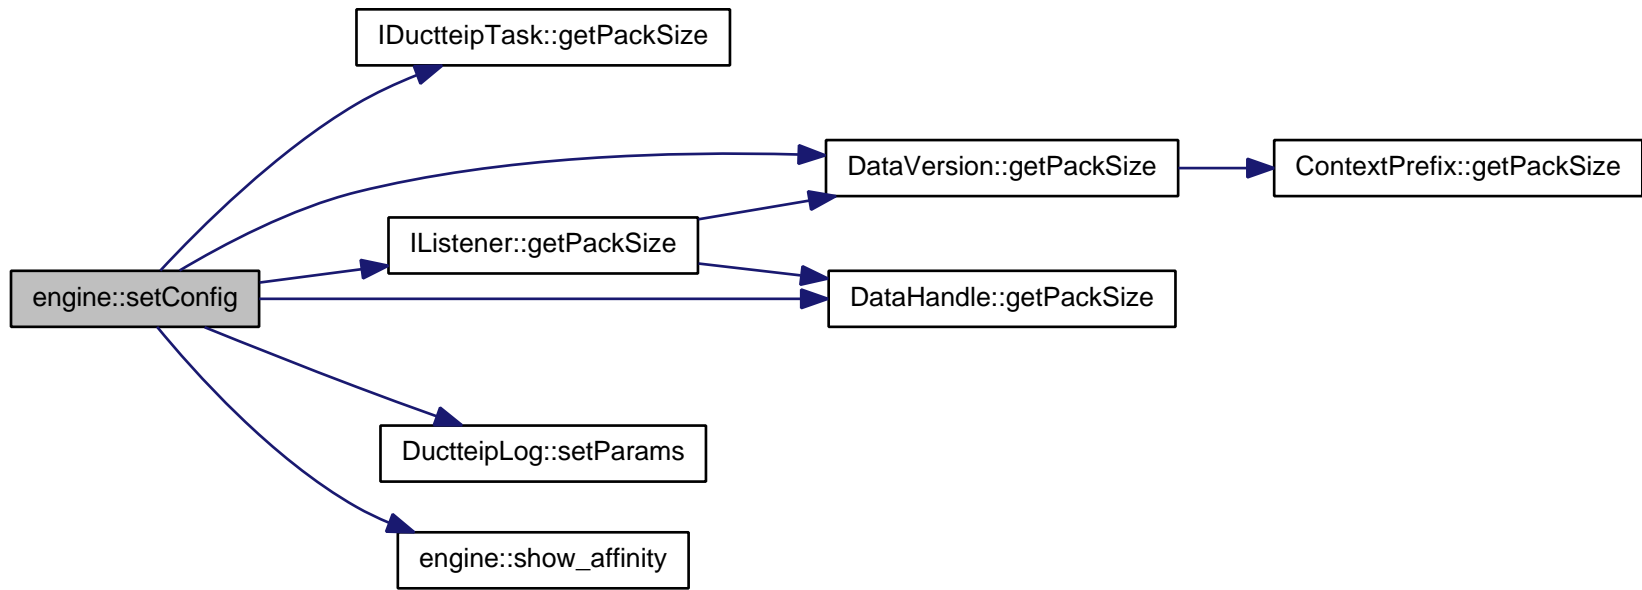 IDuctteipTask::getPackSize
DataVersion::getPackSize
ContextPrefix::getPackSize
IListener::getPackSize
engine::setConfig
DataHandle::getPackSize
DuctteipLog::setParams
engine::show_affinity